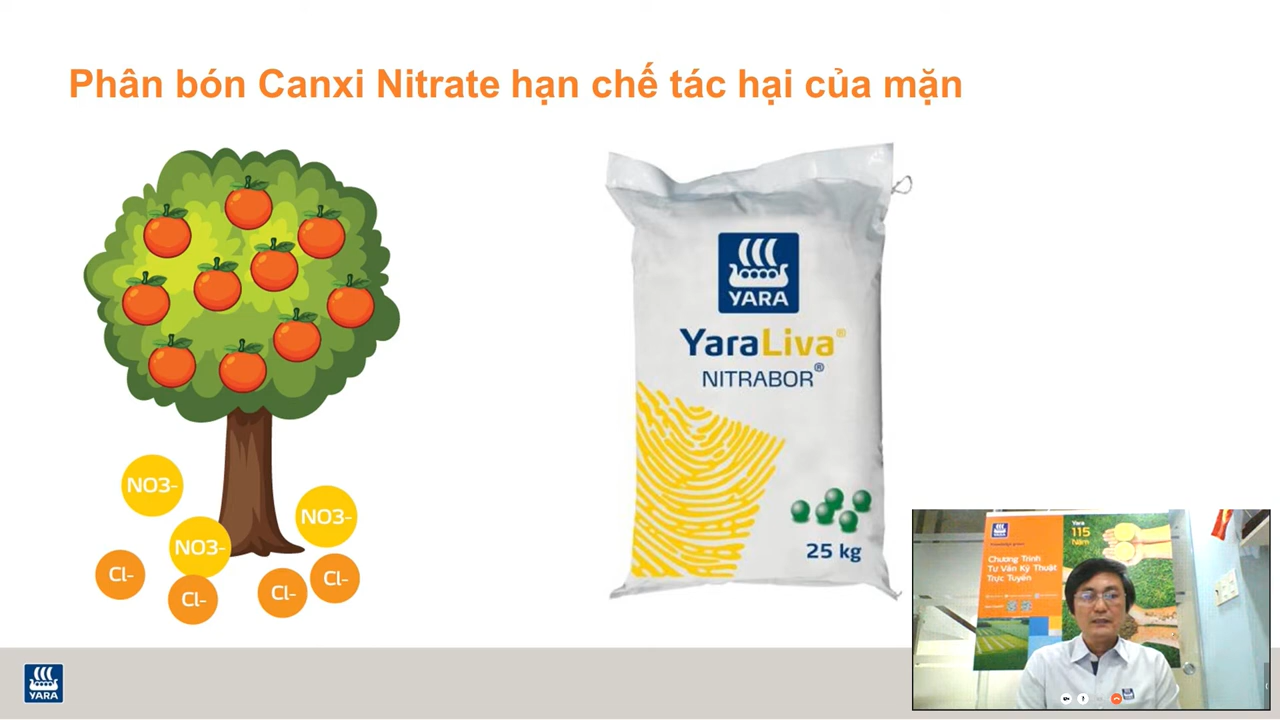 Phân bón Canxi Nitrate hạn chế tác hại của mặn
YARA
YaraLiva®
NITRABOR®
25 kg
NO3-
NO3-
NO3-
Cl-
Cl-
Cl-
Cl-
YARA
Yara
115
Năm
Chương Trình
Tư Vấn Kỹ Thuật
Trực Tuyến